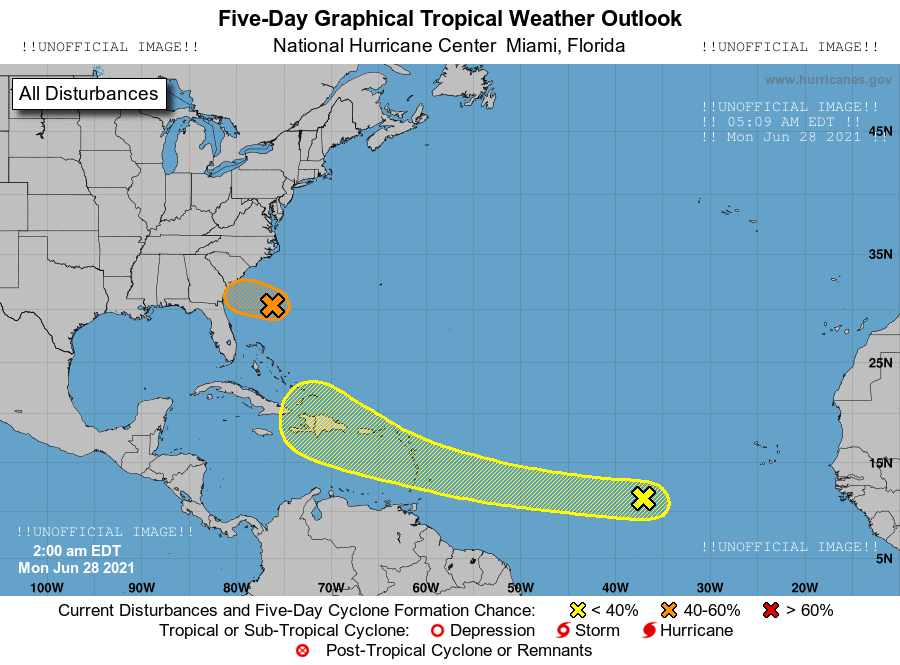 Five-Day Graphical Tropical Weather Outlook
!!UNOFFICIAL IMAGE!! National Hurricane Center Miami, Florida !!UNOFFICIAL IMAGE!!
www.hurricanes.gov
All Disturbances
!!UNOFFICIAL IMAGE!!
!! 05:09 AM EDT !!
!! Mon Jun 28 2021 !!
45N
35N
25N
15N
!!UNOFFICIAL IMAGE!!
!!UNOFFICIAL IMAGE!!
2:00 am EDT
5N
Mon Jun 28 2021
100W 90W 80W 70W 60W 50W 40W 30W 20W
Current Disturbances and Five-Day Cyclone Formation Chance: < 40% 40-60% > 60%
Tropical or Sub-Tropical Cyclone: Depression Storm Hurricane
Post-Tropical Cyclone or Remnants